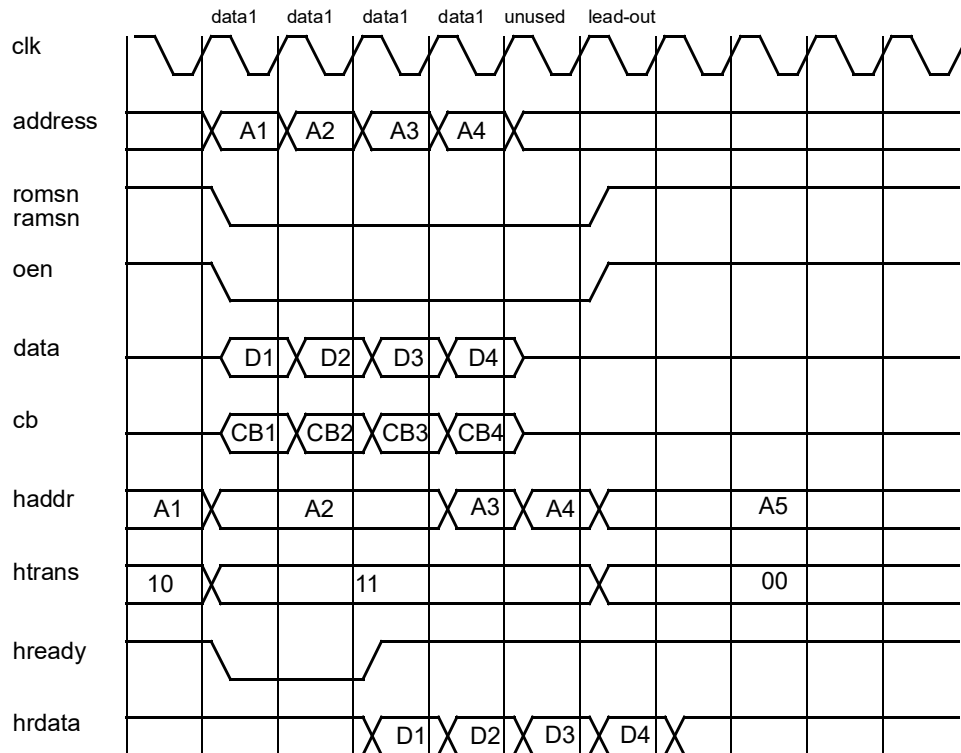 data1 data1 data1 data1 unused lead-out
clk
address A1 A2 A3 A4
romsn
ramsn
oen
data D1 D2 D3 D4
cb CB1 CB2 CB3 CB4
haddr A1 A2 A3 A4 A5
htrans 10 11 00
hready
hrdata D1 D2 D3 D4